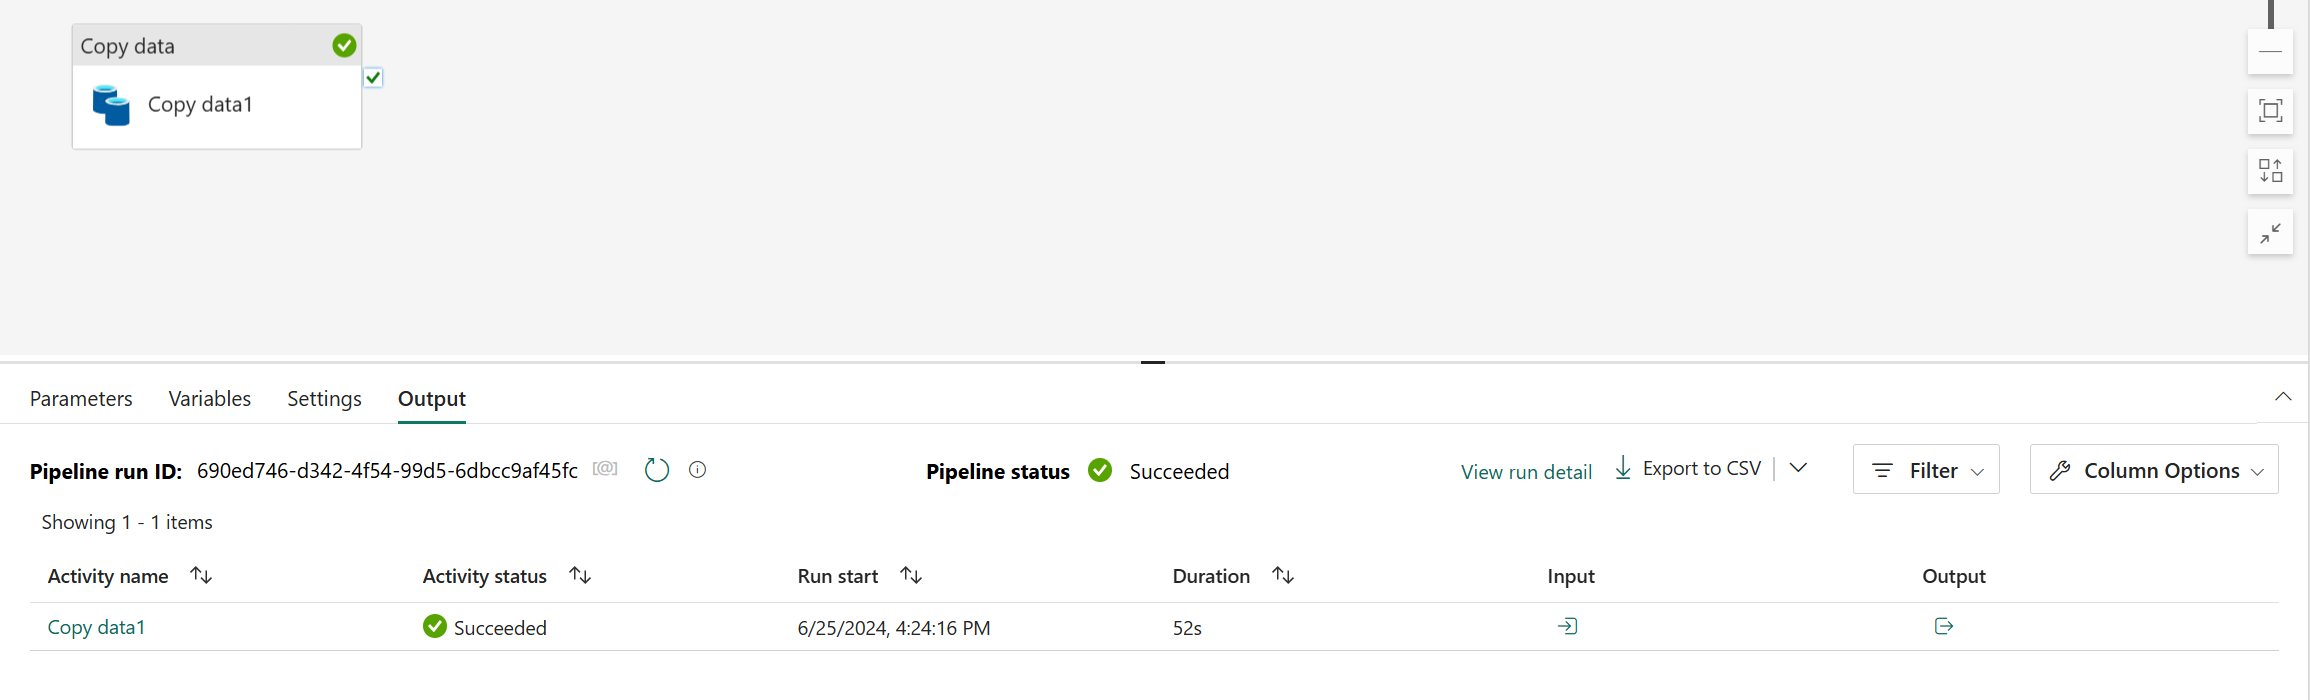 Copy data
Copy data1
Parameters Variables Settings Output
Pipeline run ID: 690ed746-d342-4f54-99d5-6dbcc9af45fc [@] Pipeline status Succeeded View run detail Export to CSV Filter Column Options
Showing 1 - 1 items
Activity name Activity status Run start Duration Input Output
Copy data1 Succeeded 6/25/2024, 4:24:16 PM 52s